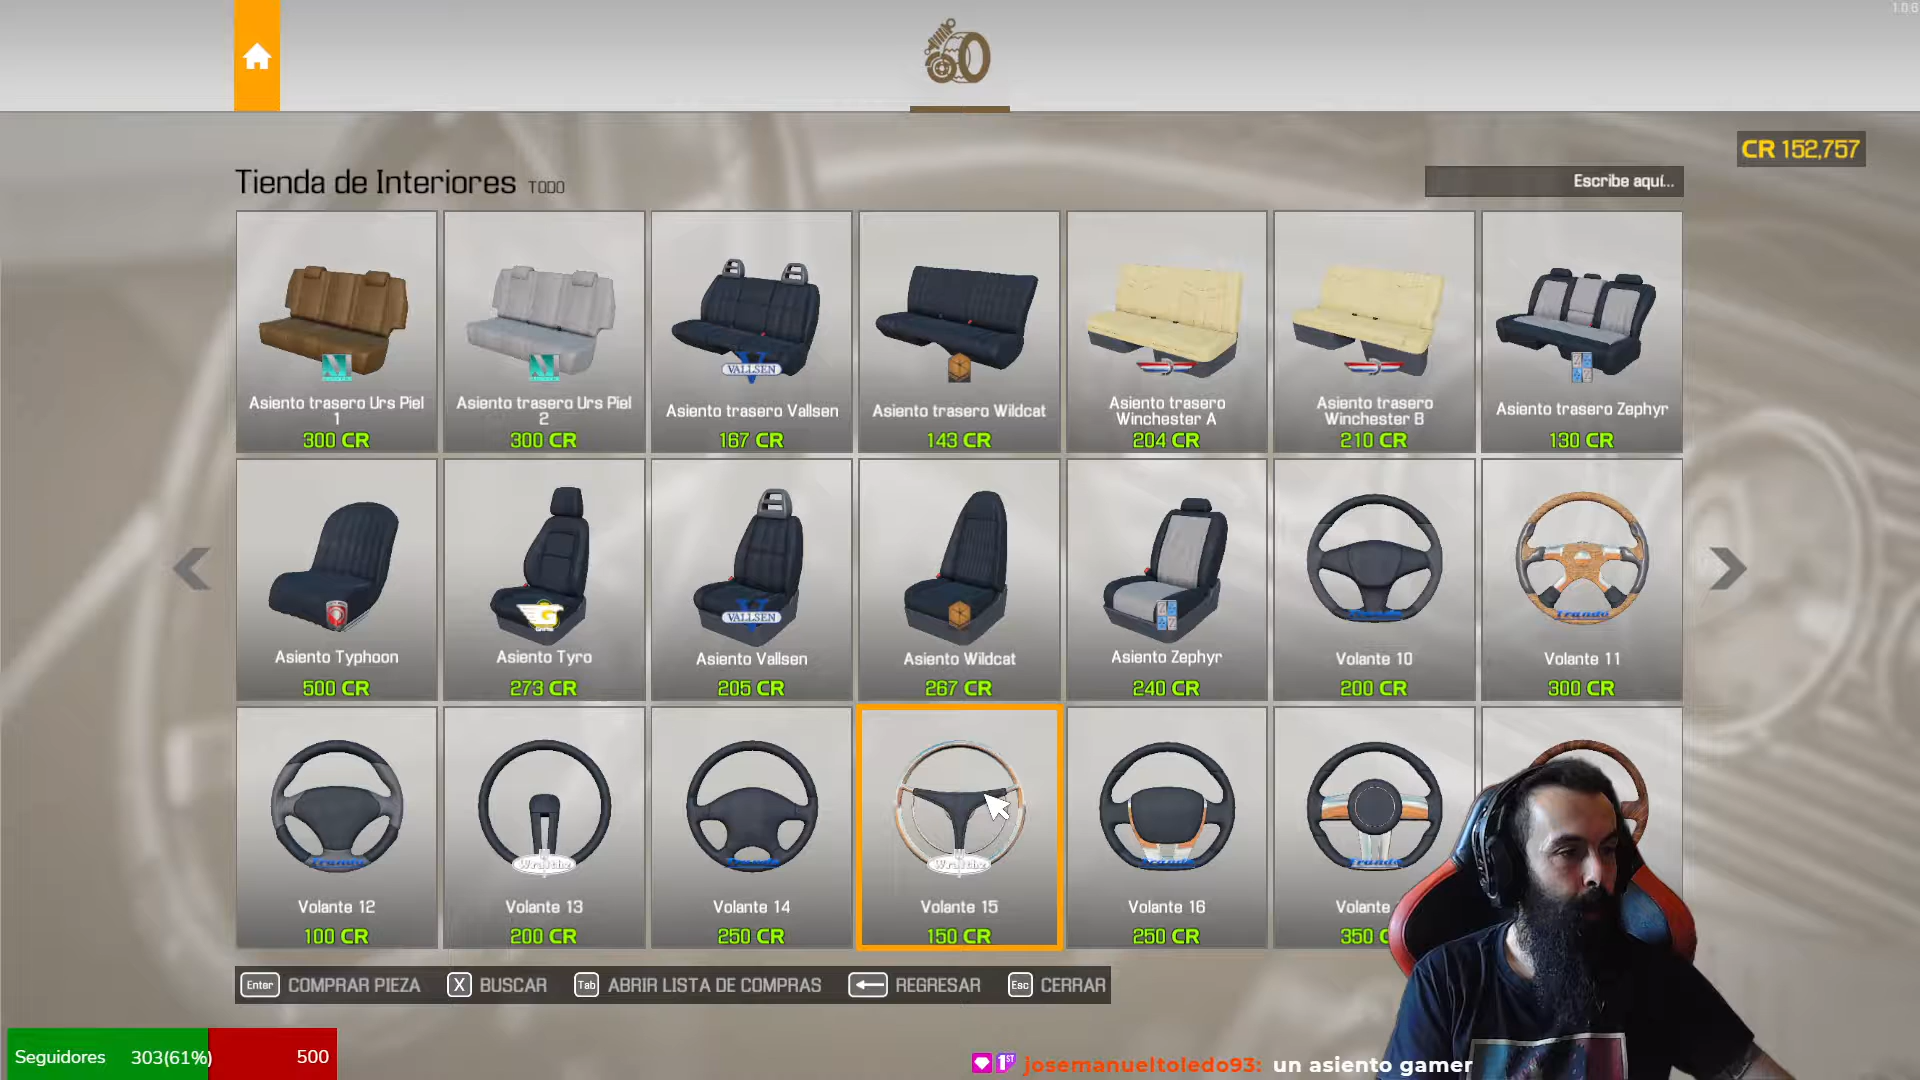 1.0.6
CR 152,757
Tienda de Interiores TODO
Escribe aquí...
Asiento trasero Urs Piel
1
300 CR
Asiento trasero Urs Piel
2
300 CR
VALLSEN
Asiento trasero Vallsen
167 CR
Asiento trasero Wildcat
143 CR
Asiento trasero
Winchester A
204 CR
Asiento trasero
Winchester B
210 CR
Asiento trasero Zephyr
130 CR
Asiento Typhoon
500 CR
Asiento Tyro
273 CR
VALLSEN
Asiento Vallsen
205 CR
Asiento Wildcat
267 CR
Asiento Zephyr
240 CR
Volante 10
200 CR
Volante 11
300 CR
Volante 12
100 CR
Volante 13
200 CR
Volante 14
250 CR
Volante 15
150 CR
Volante 16
250 CR
Volante
350 C
Enter COMPRAR PIEZA X BUSCAR Tab ABRIR LISTA DE COMPRAS REGRESAR Esc CERRAR
Seguidores 303(61%) 500
1ST josemanueltoledo93: un asiento gamer